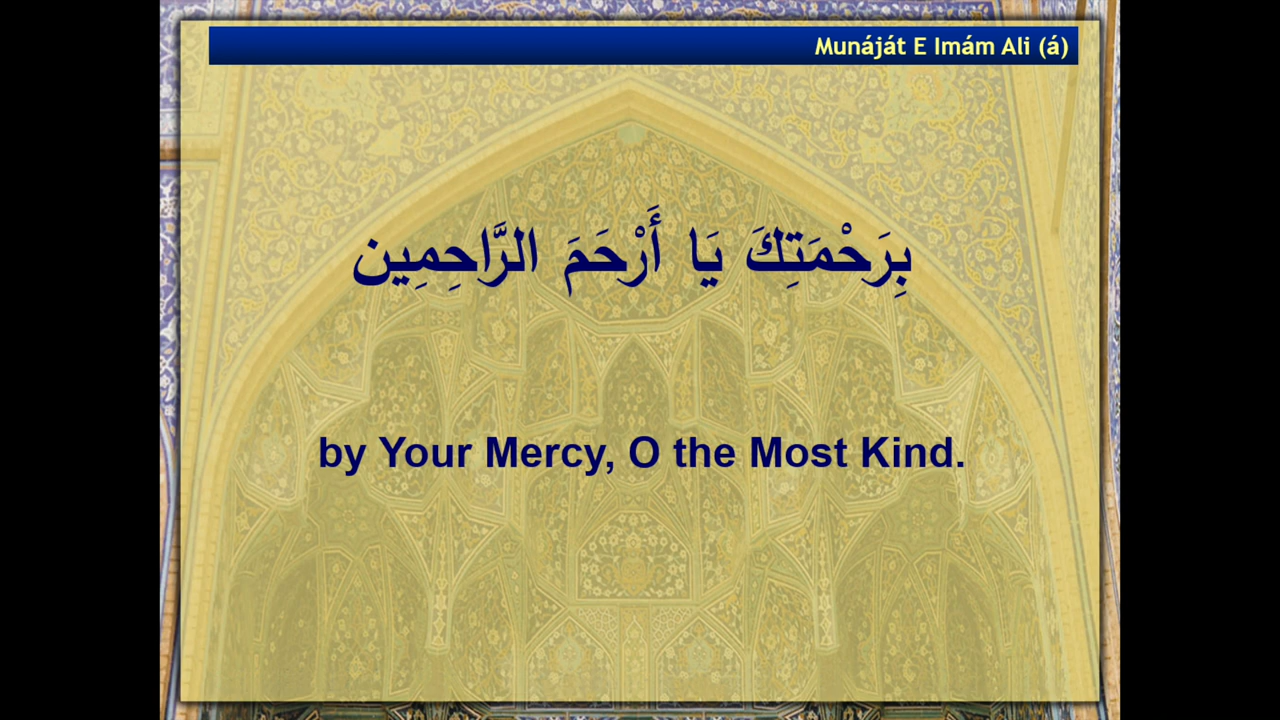 Munáját E Imám Ali (á)
بِرَحْمَتِكَ يَا أَرْحَمَ الرَّاحِمِين
by Your Mercy, O the Most Kind.